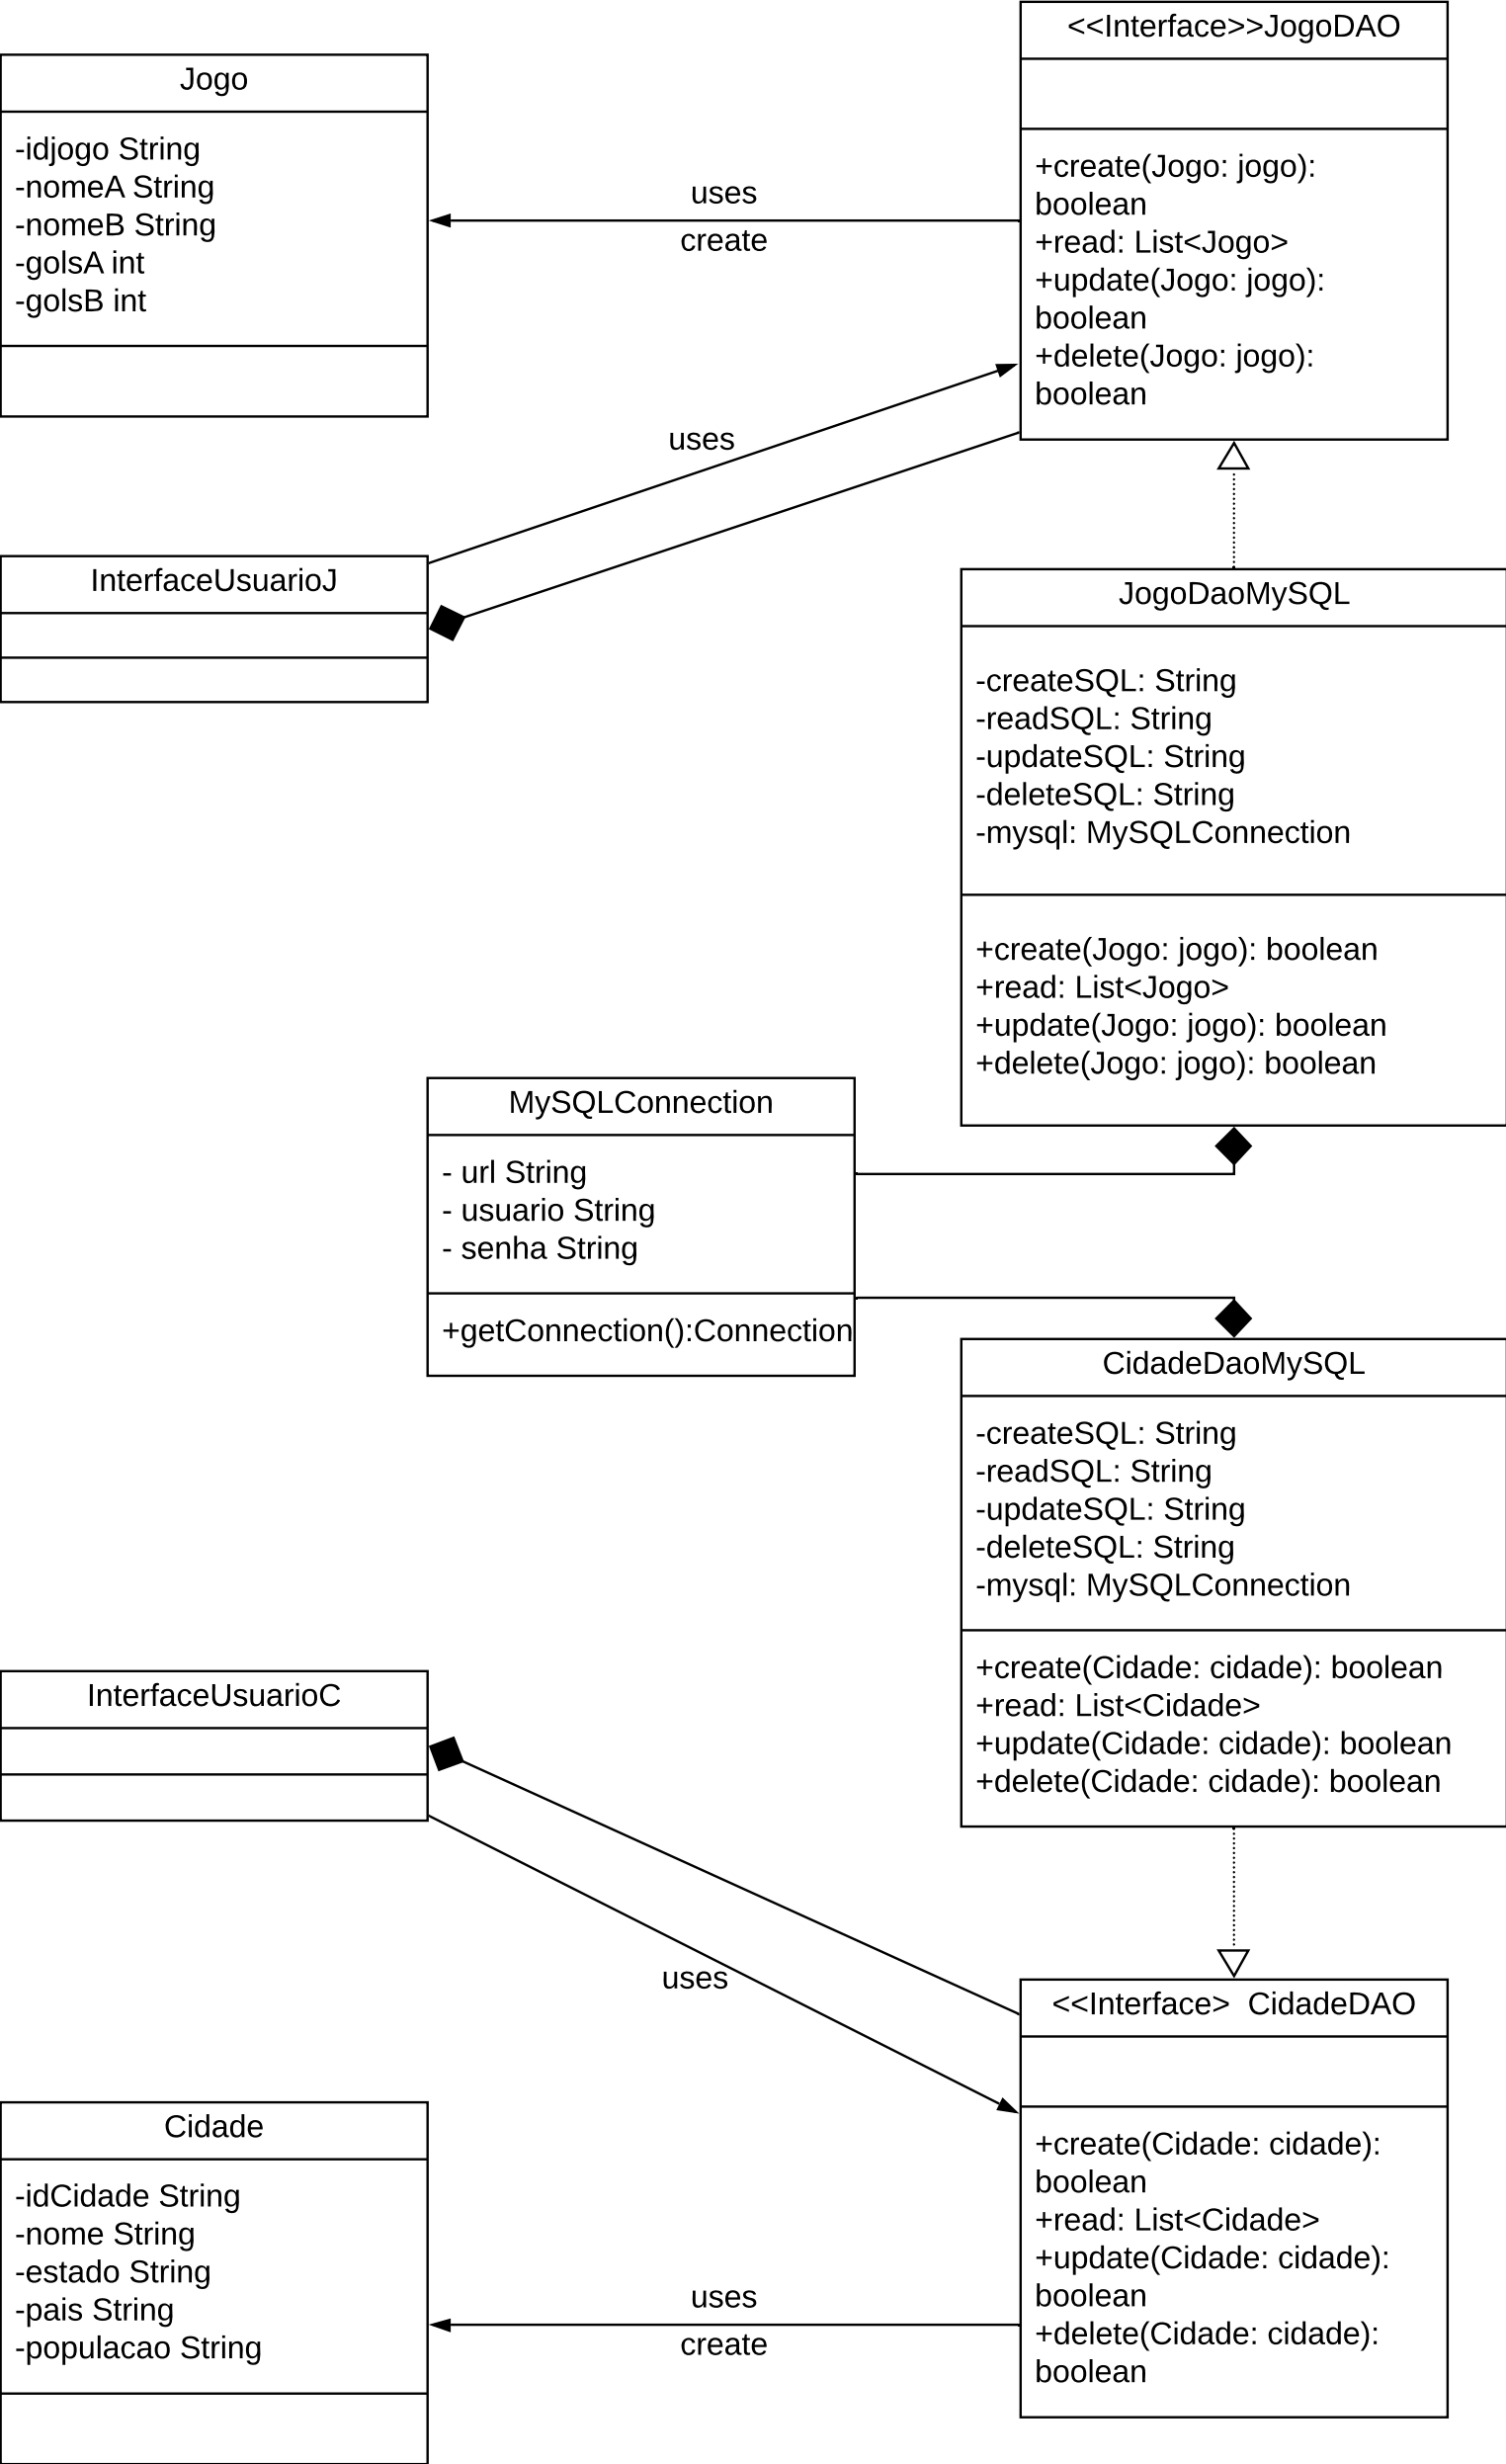 <<Interface>>JogoDAO
+create(Jogo: jogo):
boolean
+read: List<Jogo>
+update(Jogo: jogo):
boolean
+delete(Jogo: jogo):
boolean
Jogo
-idjogo String
-nomeA String
-nomeB String
-golsA int
-golsB int
uses
create
uses
InterfaceUsuarioJ
JogoDaoMySQL
-createSQL: String
-readSQL: String
-updateSQL: String
-deleteSQL: String
-mysql: MySQLConnection
+create(Jogo: jogo): boolean
+read: List<Jogo>
+update(Jogo: jogo): boolean
+delete(Jogo: jogo): boolean
MySQLConnection
- url String
- usuario String
- senha String
+getConnection():Connection
CidadeDaoMySQL
-createSQL: String
-readSQL: String
-updateSQL: String
-deleteSQL: String
-mysql: MySQLConnection
+create(Cidade: cidade): boolean
+read: List<Cidade>
+update(Cidade: cidade): boolean
+delete(Cidade: cidade): boolean
InterfaceUsuarioC
uses
<<Interface>  CidadeDAO
+create(Cidade: cidade):
boolean
+read: List<Cidade>
+update(Cidade: cidade):
boolean
+delete(Cidade: cidade):
boolean
Cidade
-idCidade String
-nome String
-estado String
-pais String
-populacao String
uses
create